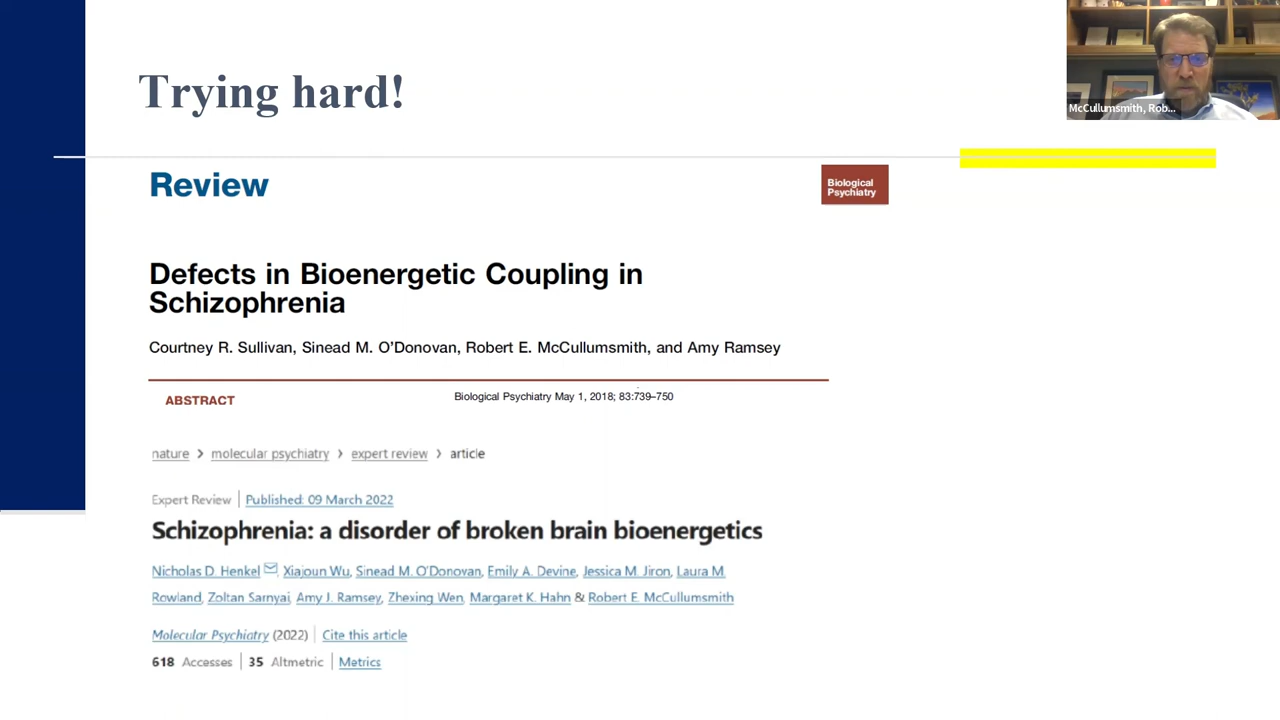 Trying hard!
McCullumsmith, Rob...
Review
Biological
Psychiatry
Defects in Bioenergetic Coupling in
Schizophrenia
Courtney R. Sullivan, Sinead M. O’Donovan, Robert E. McCullumsmith, and Amy Ramsey
ABSTRACT
Biological Psychiatry May 1, 2018; 83:739–750
nature > molecular psychiatry > expert review > article
Expert Review | Published: 09 March 2022
Schizophrenia: a disorder of broken brain bioenergetics
Nicholas D. Henkel, Xiajoun Wu, Sinead M. O'Donovan, Emily A. Devine, Jessica M. Jiron, Laura M.
Rowland, Zoltan Sarnyai, Amy J. Ramsey, Zhexing Wen, Margaret K. Hahn & Robert E. McCullumsmith
Molecular Psychiatry (2022) | Cite this article
618 Accesses | 35 Altmetric | Metrics